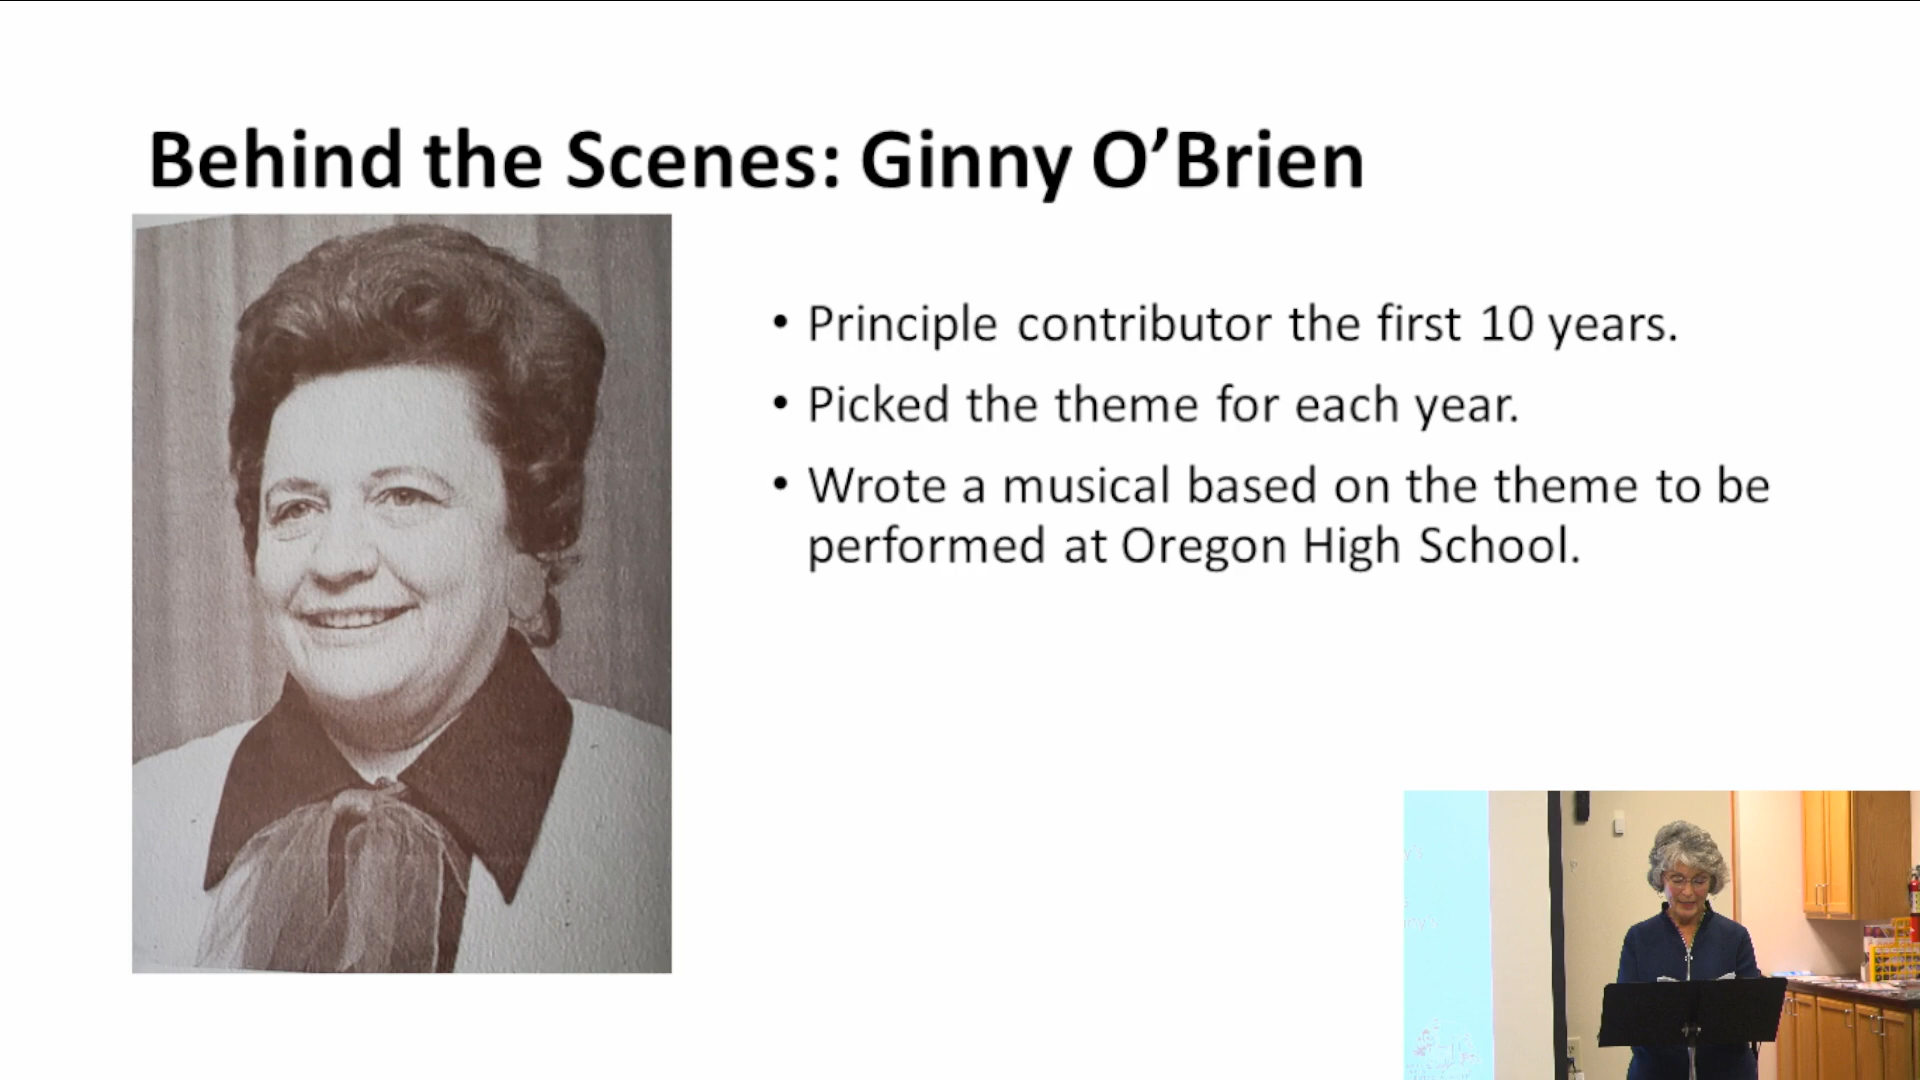 Behind the Scenes: Ginny O’Brien
• Principle contributor the first 10 years.
• Picked the theme for each year.
• Wrote a musical based on the theme to be
performed at Oregon High School.